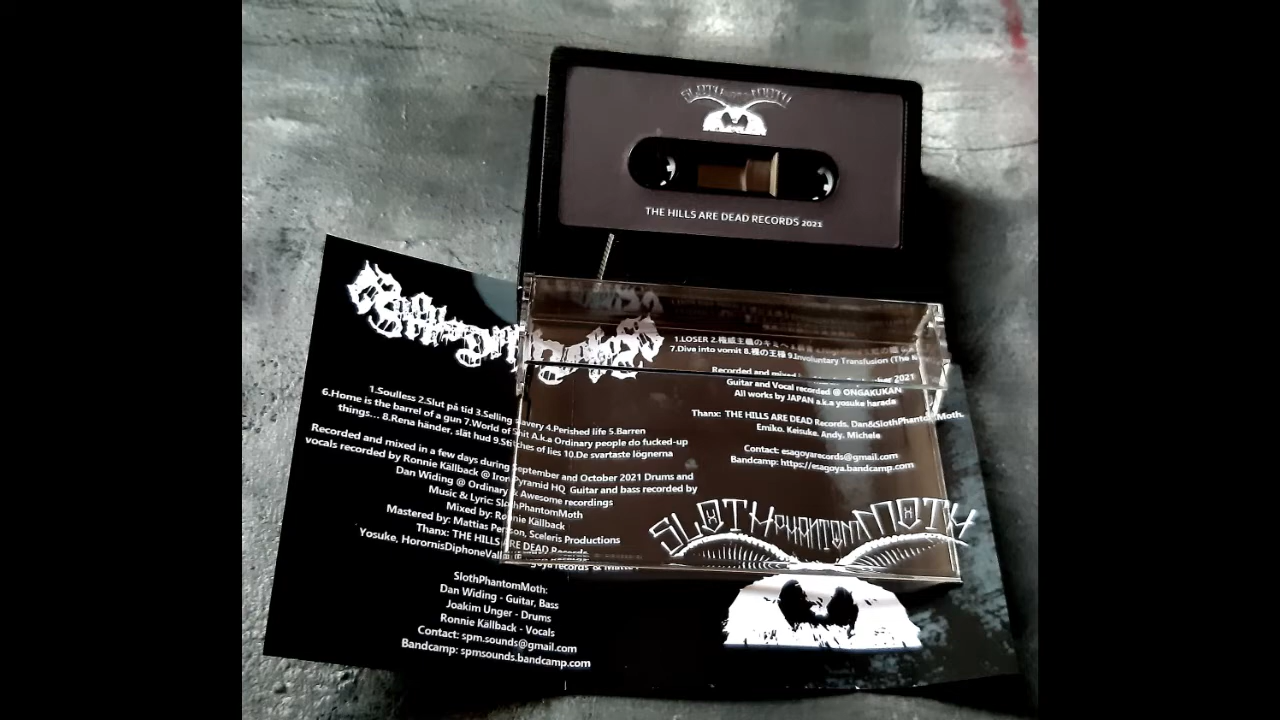 SLOTHPHANTOMMOTH
THE HILLS ARE DEAD RECORDS 2021
1.Soulless 2.Slut på tid 3.Selling slavery 4.Perished life 5.Barren
6.Home is the barrel of a gun 7.World of Shit A.k.a Ordinary people do fucked-up
things... 8.Rena händer, slät hud 9.Stitches of lies 10.De svartaste lögnerna
Recorded and mixed in a few days during September and October 2021 Drums and
vocals recorded by Ronnie Källback @ Iron Pyramid HQ Guitar and bass recorded by
Dan Widing @ Ordinary & Awesome recordings
Music & Lyric: SlothPhantomMoth
Mixed by: Ronnie Källback
Mastered by: Mattias Persson, Sceleris Productions
Thanx: THE HILLS ARE DEAD Records
Yosuke,
SlothPhantomMoth:
Dan Widing - Guitar, Bass
Joakim Unger - Drums
Ronnie Källback - Vocals
Contact: spm.sounds@gmail.com
Bandcamp: spmsounds.bandcamp.com
1.LOSER 2.権威主義のキミへ
7.Dive into vomit 8.裸の王様 9.Involuntary Transfusion (The
Recorded and mixed 2021
Guitar and Vocal recorded @ ONGAKUKAN
All works by JAPAN a.k.a yosuke harada
Thanx: THE HILLS ARE DEAD Records. Dan&SlothPhantomMoth.
Emiko. Keisuke. Andy. Michele
Contact: esagoyarecords@gmail.com
Bandcamp: https://esagoya.bandcamp.com
SLOTHPHANTOMMOTH